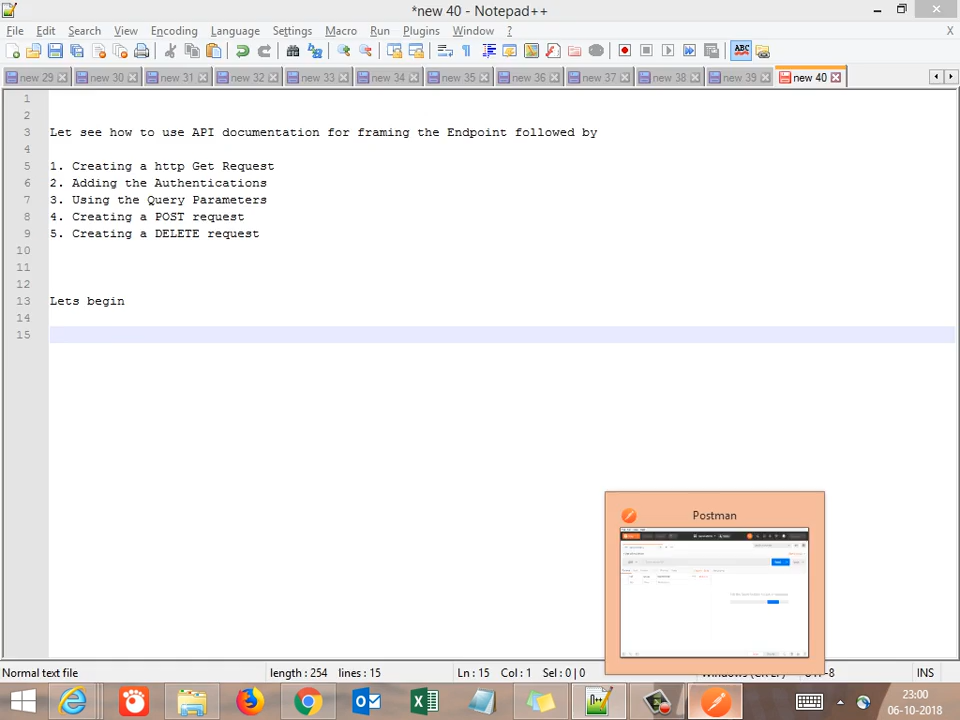 *new 40 - Notepad++
File Edit Search View Encoding Language Settings Macro Run Plugins Window ? X
new 29 new 30 new 31 new 32 new 33 new 34 new 35 new 36 new 37 new 38 new 39 new 40
1
2
3 Let see how to use API documentation for framing the Endpoint followed by
4
5 1. Creating a http Get Request
6 2. Adding the Authentications
7 3. Using the Query Parameters
8 4. Creating a POST request
9 5. Creating a DELETE request
10
11
12
13 Lets begin
14
15
Postman
Normal text file length : 254 lines : 15 Ln : 15 Col : 1 Sel : 0 | 0 INS
23:00
06-10-2018